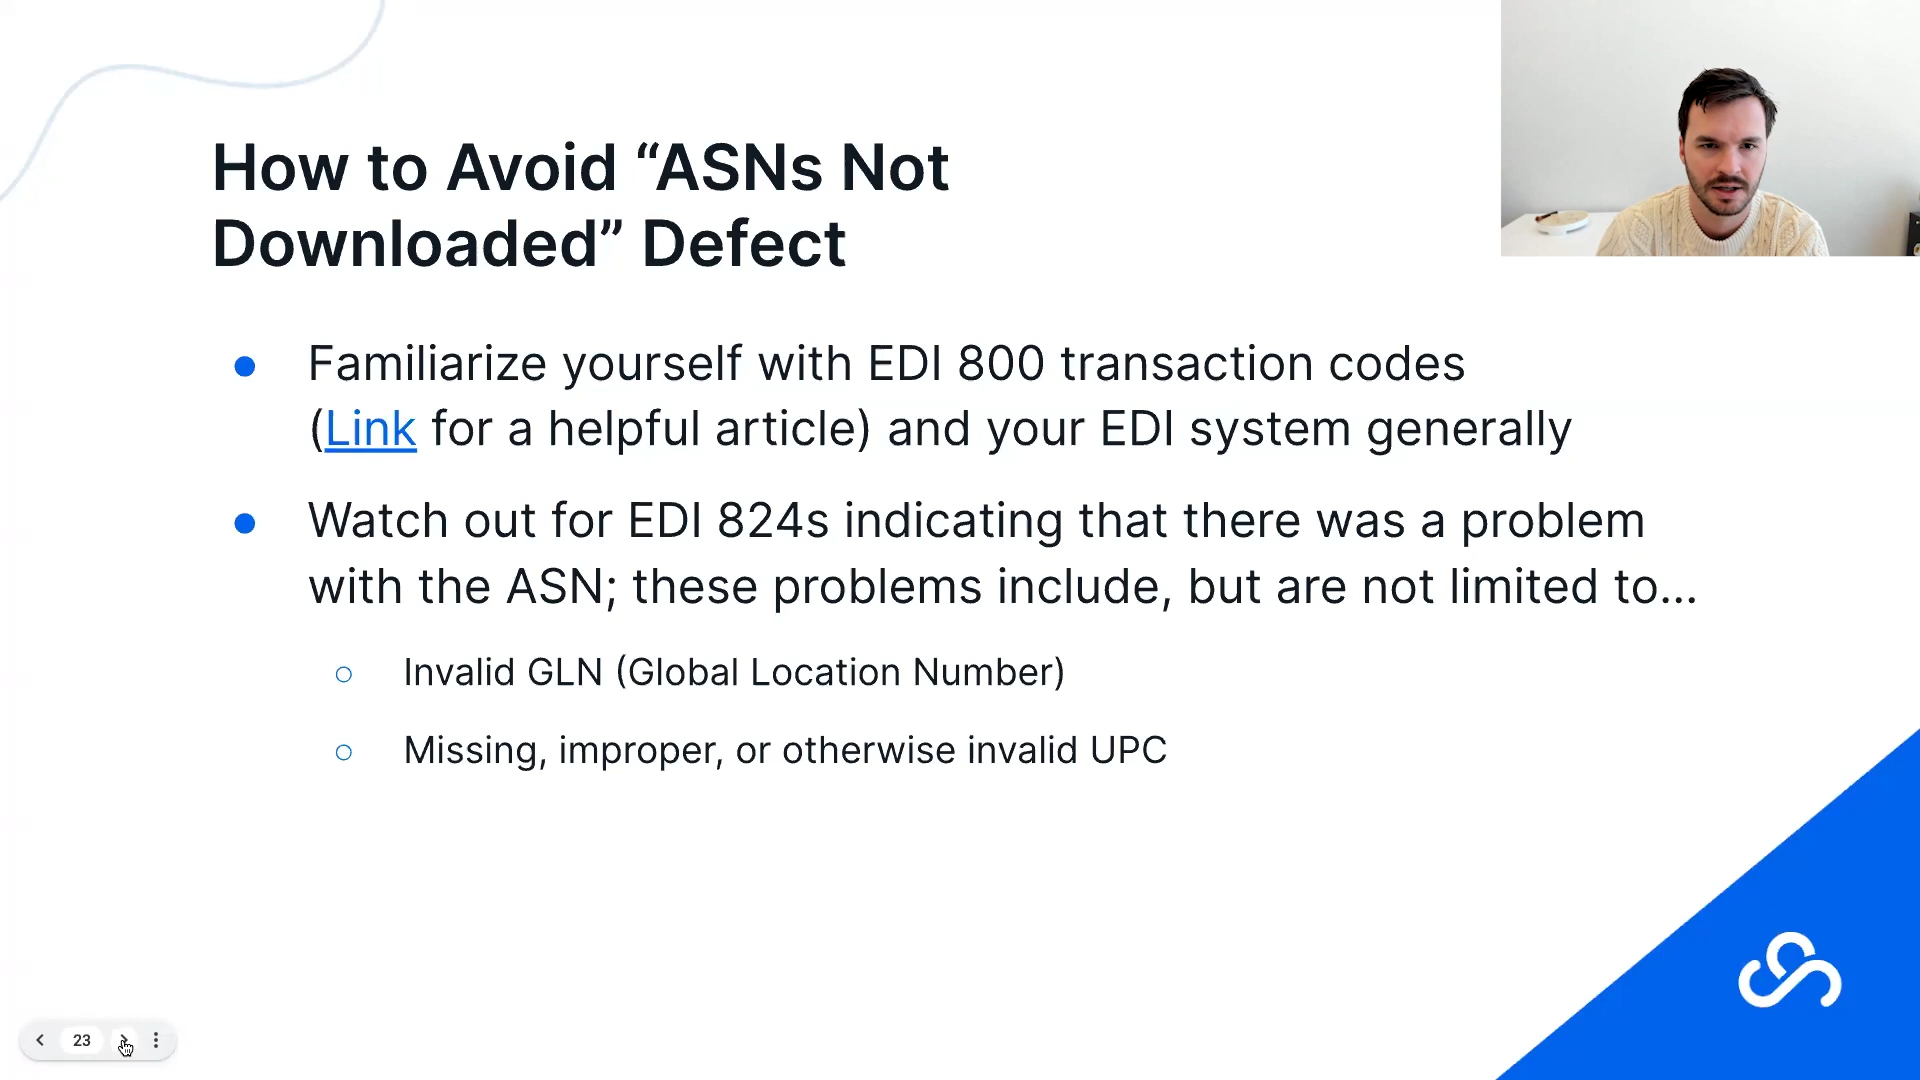 How to Avoid “ASNs Not
Downloaded” Defect
● Familiarize yourself with EDI 800 transaction codes
(Link for a helpful article) and your EDI system generally
● Watch out for EDI 824s indicating that there was a problem
with the ASN; these problems include, but are not limited to...
○ Invalid GLN (Global Location Number)
○ Missing, improper, or otherwise invalid UPC
23